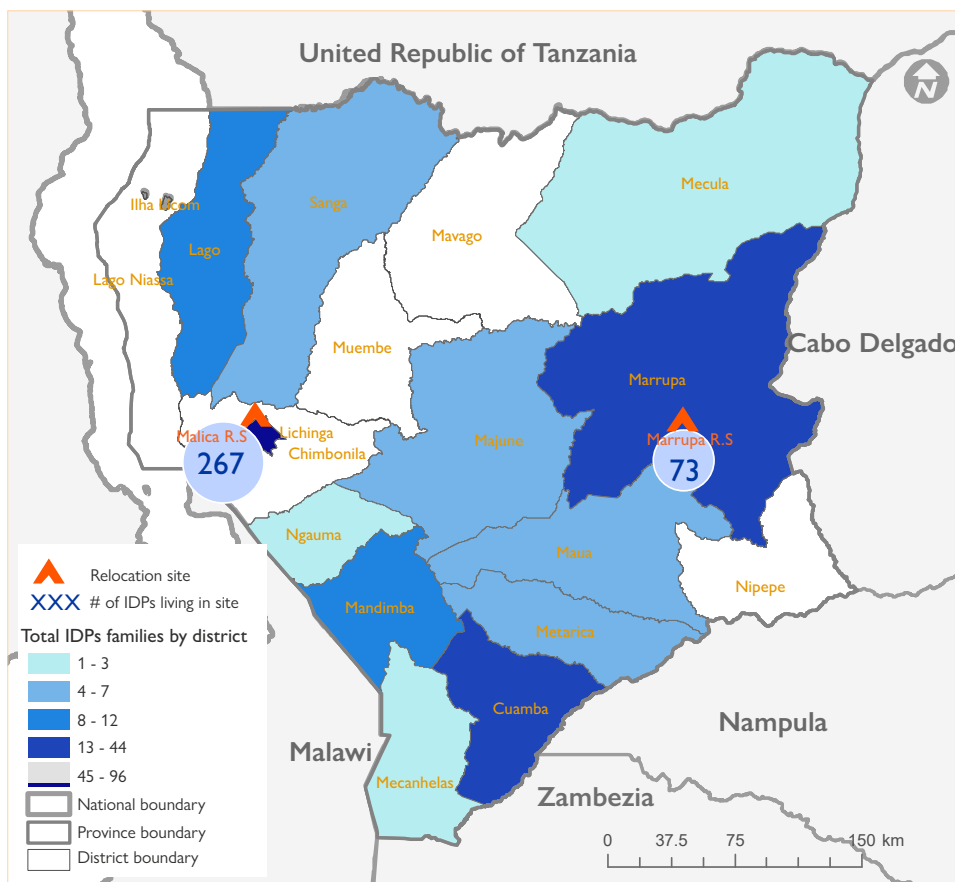 United Republic of Tanzania
N
Mecula
Ilha Licom
Sanga
Mavago
Lago
Lago Niassa
Cabo Delgado
Muembe
Marrupa
Malica R.S
Lichinga
Chimbonila
Majune
Marrupa R.S
267
73
Ngauma
Maua
Nipepe
Mandimba
Metarica
Cuamba
Nampula
Malawi
Mecanhelas
Zambezia
Relocation site
XXX # of IDPs living in site
Total IDPs families by district
1 - 3
4 - 7
8 - 12
13 - 44
45 - 96
National boundary
Province boundary
District boundary
0 37.5 75 150 km